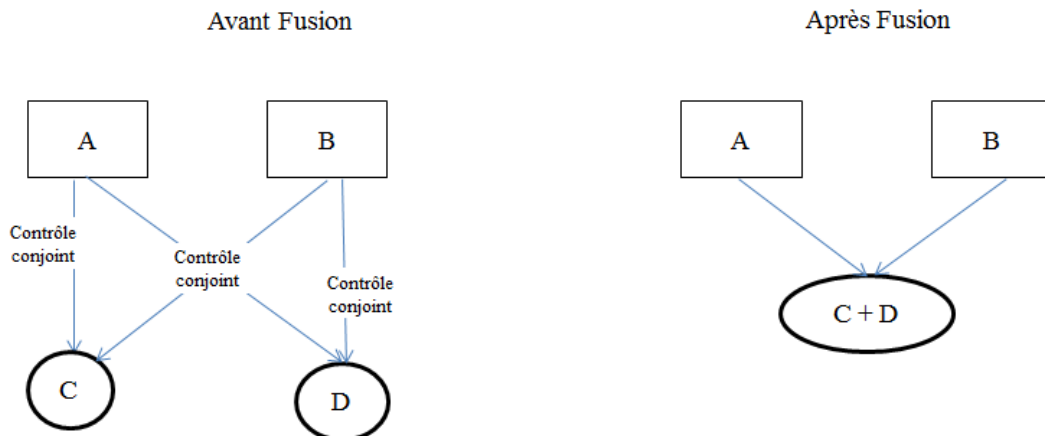 Avant Fusion
Après Fusion
A
B
A
B
Contrôle
conjoint
Contrôle
conjoint
Contrôle
conjoint
C + D
C
D